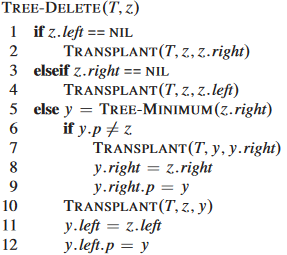 TREE-DELETE(T, z)
1 if z.left == NIL
2 TRANSPLANT(T, z, z.right)
3 elseif z.right == NIL
4 TRANSPLANT(T, z, z.left)
5 else y = TREE-MINIMUM(z.right)
6 if y.p ≠ z
7 TRANSPLANT(T, y, y.right)
8 y.right = z.right
9 y.right.p = y
10 TRANSPLANT(T, z, y)
11 y.left = z.left
12 y.left.p = y